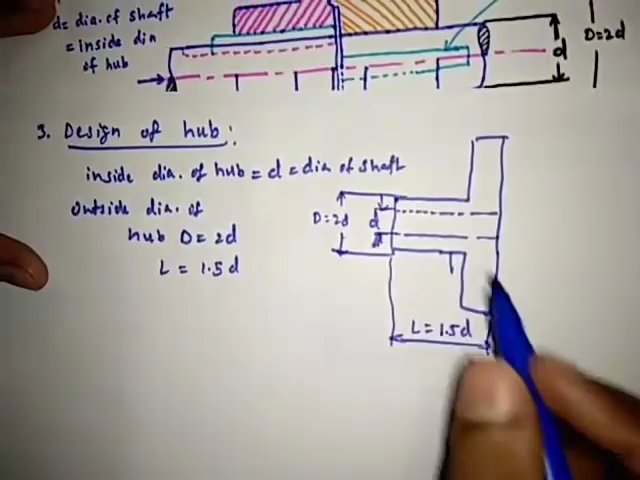 d = dia. of shaft
= inside dia
of hub
d
D=2d
3. Design of hub:
inside dia. of hub = d = dia of shaft
outside dia. of
hub D = 2d
L = 1.5d
D=2d
d
L = 1.5d